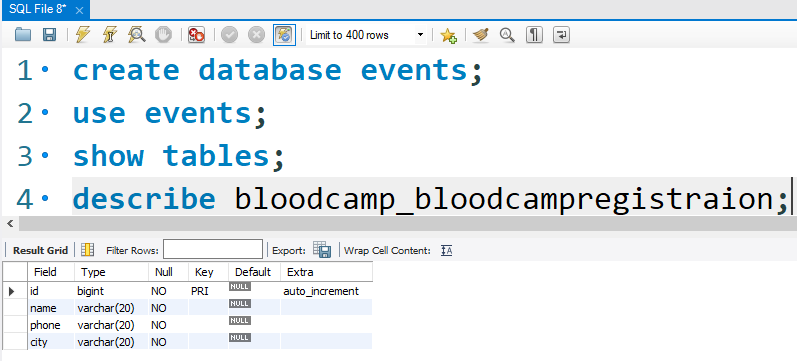 SQL File 8*
Limit to 400 rows
1 create database events;
2 use events;
3 show tables;
4 describe bloodcamp_bloodcampregistraion;
Result Grid Filter Rows: Export: Wrap Cell Content:
Field Type Null Key Default Extra
id bigint NO PRI NULL auto_increment
name varchar(20) NO NULL
phone varchar(20) NO NULL
city varchar(20) NO NULL